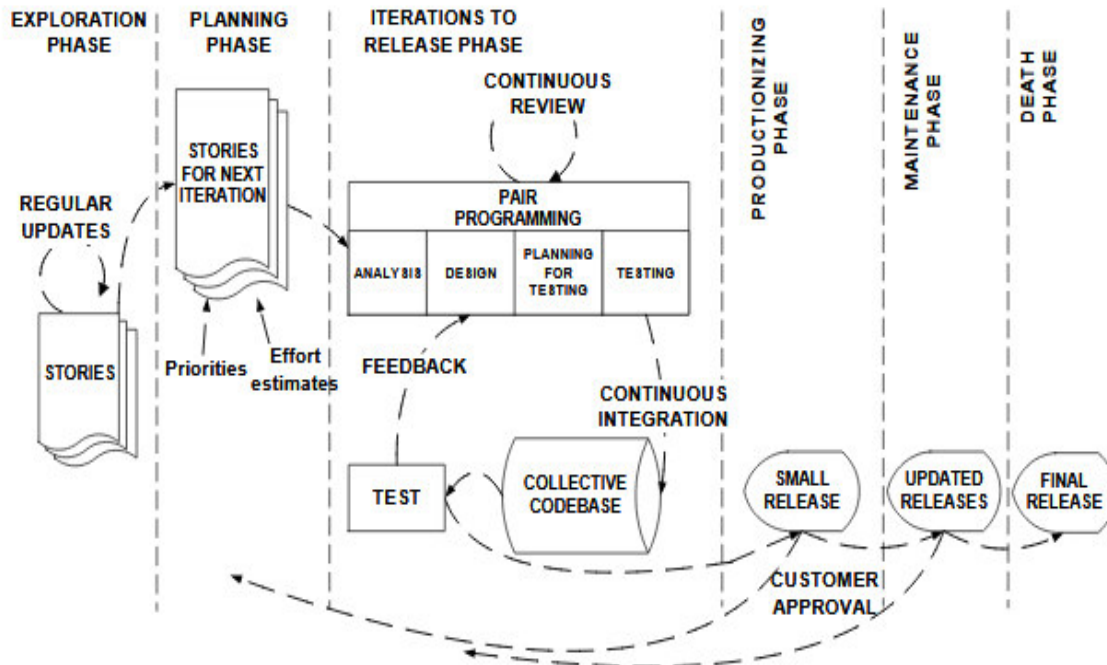 EXPLORATION
PHASE
PLANNING
PHASE
ITERATIONS TO
RELEASE PHASE
PRODUCTIONIZING
PHASE
MAINTENANCE
PHASE
DEATH
PHASE
CONTINUOUS
REVIEW
REGULAR
UPDATES
STORIES
STORIES
FOR NEXT
ITERATION
Priorities
Effort
estimates
PAIR
PROGRAMMING
ANALYSIS
DESIGN
PLANNING
FOR
TESTING
TESTING
FEEDBACK
CONTINUOUS
INTEGRATION
TEST
COLLECTIVE
CODEBASE
SMALL
RELEASE
UPDATED
RELEASES
FINAL
RELEASE
CUSTOMER
APPROVAL